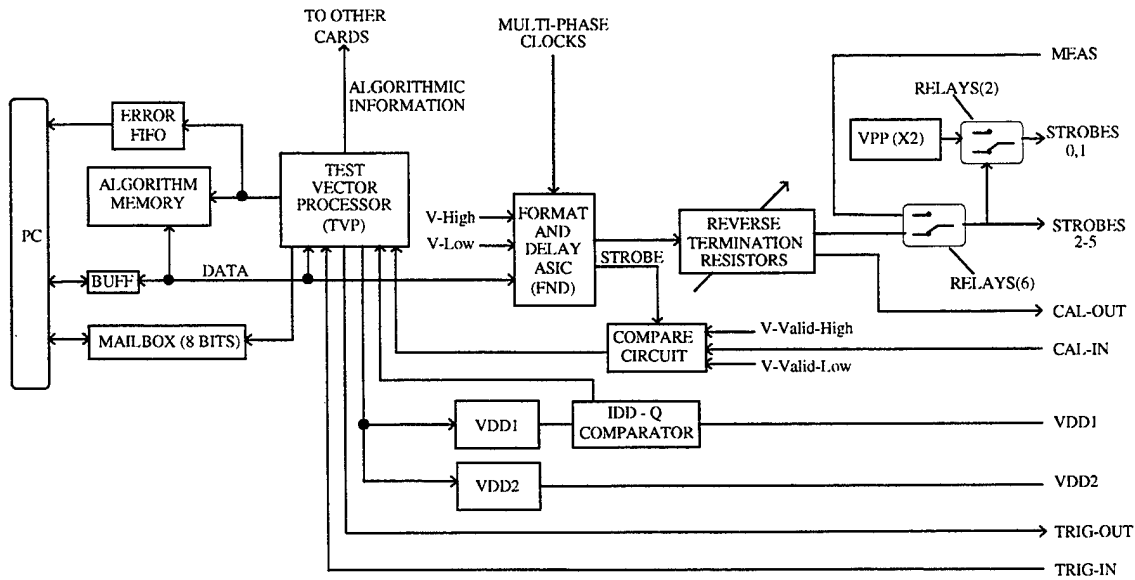 TO OTHER
CARDS
MULTI-PHASE
CLOCKS
MEAS
ALGORITHMIC
INFORMATION
RELAYS(2)
ERROR
FIFO
VPP (X2)
STROBES
0,1
TEST
VECTOR
PROCESSOR
(TVP)
ALGORITHM
MEMORY
PC
V-High
V-Low
FORMAT
AND
DELAY
ASIC
(FND)
REVERSE
TERMINATION
RESISTORS
STROBES
2-5
BUFF
DATA
STROBE
RELAYS(6)
CAL-OUT
MAILBOX (8 BITS)
COMPARE
CIRCUIT
V-Valid-High
CAL-IN
V-Valid-Low
VDD1
IDD - Q
COMPARATOR
VDD1
VDD2
VDD2
TRIG-OUT
TRIG-IN